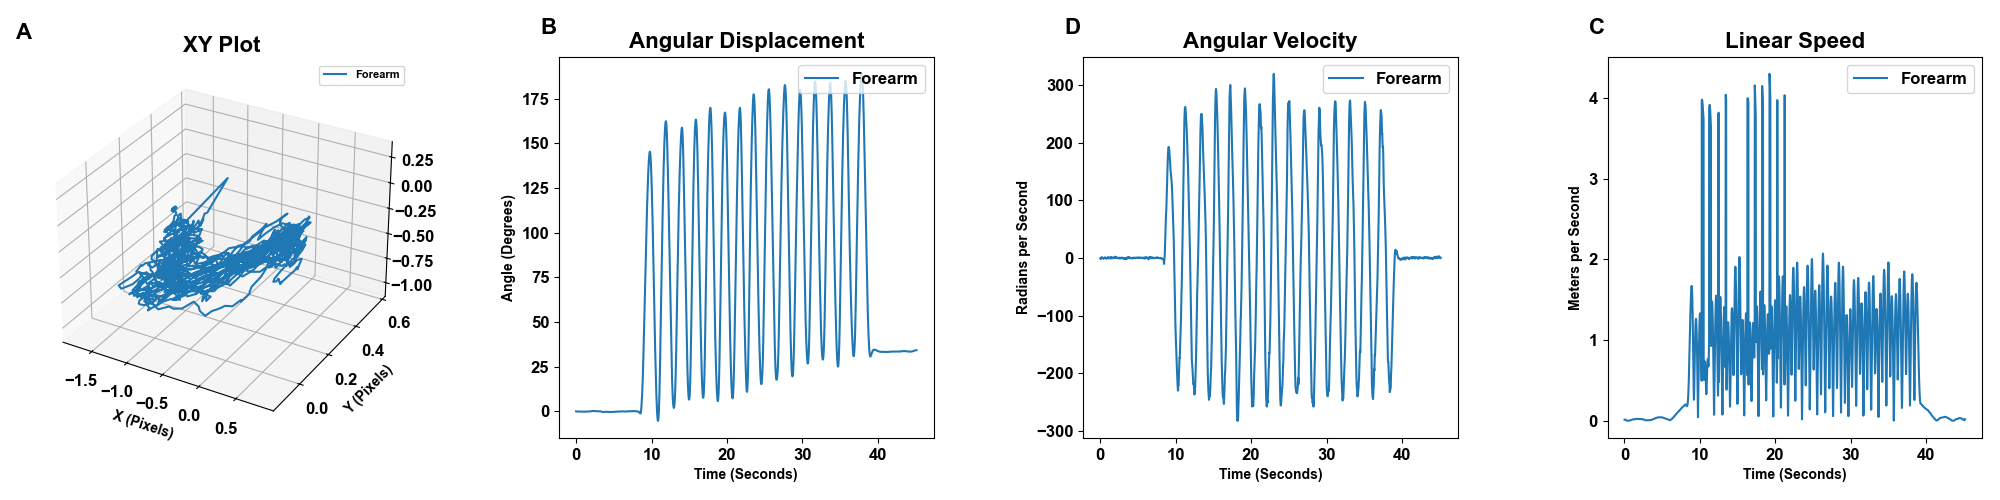 A
XY Plot
Forearm
0.25
0.00
−0.25
−0.50
−0.75
−1.00
0.6
0.4
0.2
0.0
Y (Pixels)
−1.5
−1.0
−0.5
0.0
0.5
X (Pixels)
B
Angular Displacement
Forearm
175
150
125
100
75
50
25
0
Angle (Degrees)
0 10 20 30 40
Time (Seconds)
D
Angular Velocity
Forearm
300
200
100
0
−100
−200
−300
Radians per Second
0 10 20 30 40
Time (Seconds)
C
Linear Speed
Forearm
4
3
2
1
0
Meters per Second
0 10 20 30 40
Time (Seconds)